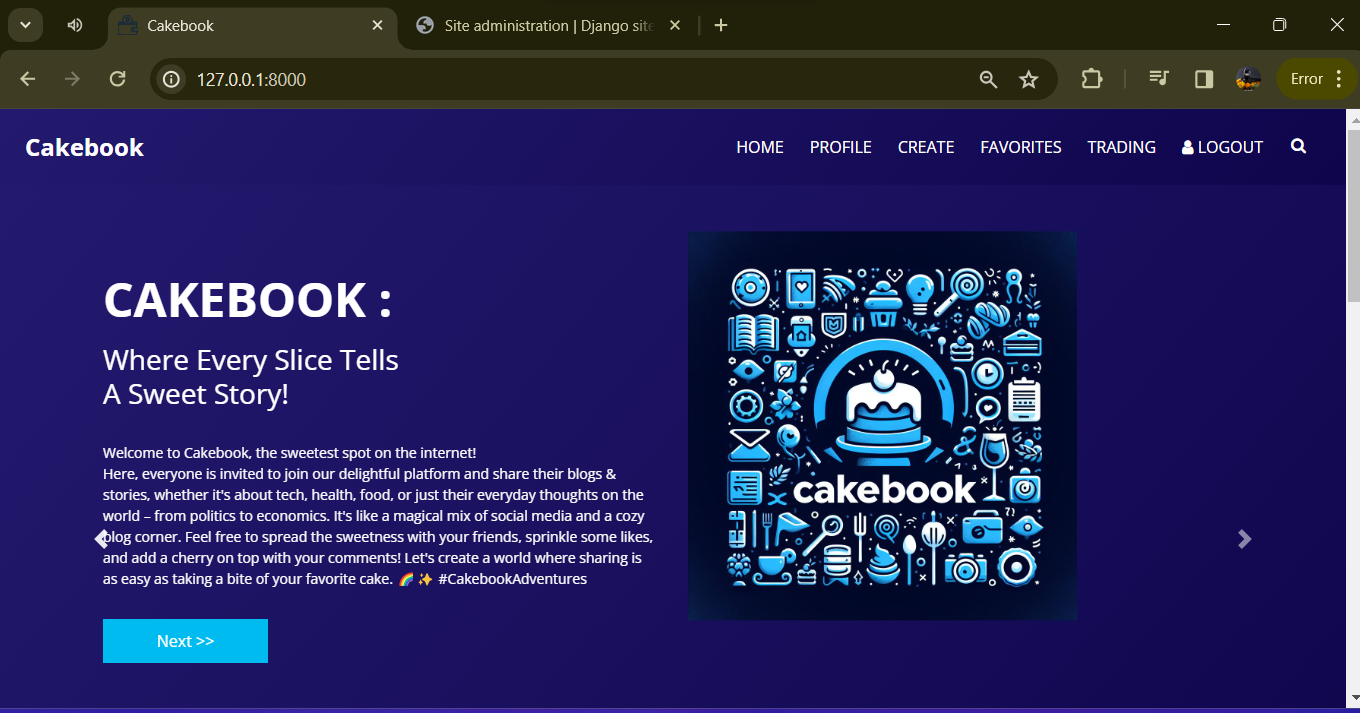 Cakebook
Site administration | Django site
127.0.0.1:8000
Error
Cakebook
HOME PROFILE CREATE FAVORITES TRADING LOGOUT
CAKEBOOK :
Where Every Slice Tells
A Sweet Story!
Welcome to Cakebook, the sweetest spot on the internet!
Here, everyone is invited to join our delightful platform and share their blogs &
stories, whether it's about tech, health, food, or just their everyday thoughts on the
world – from politics to economics. It's like a magical mix of social media and a cozy
blog corner. Feel free to spread the sweetness with your friends, sprinkle some likes,
and add a cherry on top with your comments! Let's create a world where sharing is
as easy as taking a bite of your favorite cake. 🌈 ✨ #CakebookAdventures
Next >>
cakebook